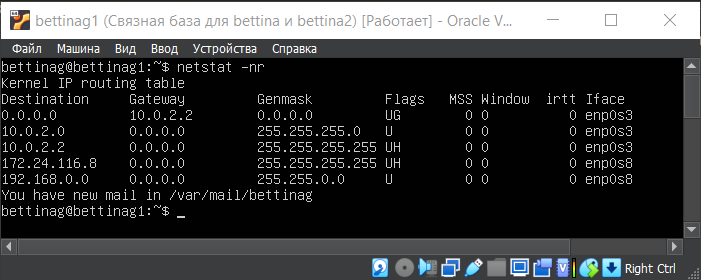 bettinag1 (Связная база для bettina и bettina2) [Работает] - Oracle V...
Файл Машина Вид Ввод Устройства Справка
bettinag@bettinag1:~$ netstat -nr
Kernel IP routing table
Destination Gateway Genmask Flags MSS Window irtt Iface
0.0.0.0 10.0.2.2 0.0.0.0 UG 0 0 0 enp0s3
10.0.2.0 0.0.0.0 255.255.255.0 U 0 0 0 enp0s3
10.0.2.2 0.0.0.0 255.255.255.255 UH 0 0 0 enp0s3
172.24.116.8 0.0.0.0 255.255.255.255 UH 0 0 0 enp0s8
192.168.0.0 0.0.0.0 255.255.0.0 U 0 0 0 enp0s8
You have new mail in /var/mail/bettinag
bettinag@bettinag1:~$ _
Right Ctrl